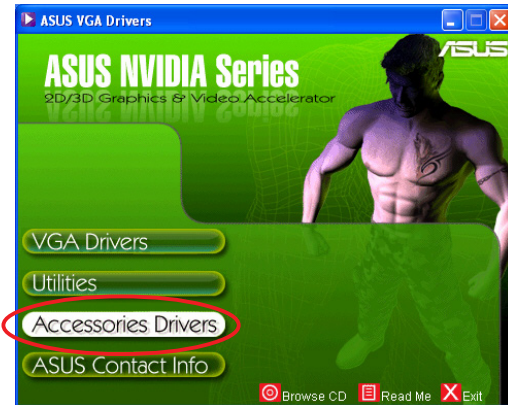 ASUS VGA Drivers
ASUS
ASUS NVIDIA Series
2D/3D Graphics & Video Accelerator
VGA Drivers
Utilities
Accessories Drivers
ASUS Contact Info
Browse CD Read Me Exit